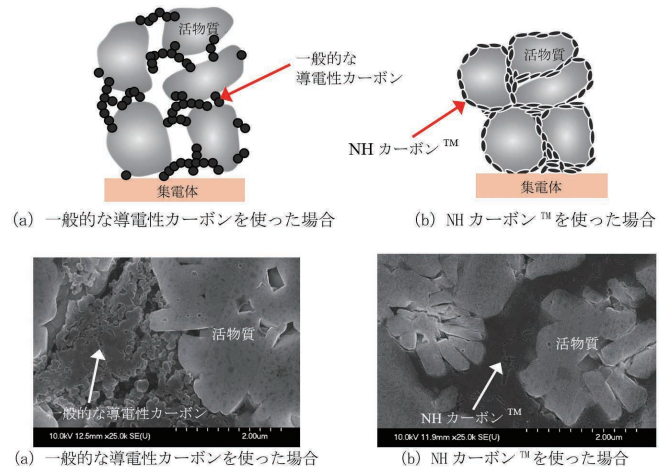 活物質
一般的な
導電性カーボン
集電体
(a) 一般的な導電性カーボンを使った場合
活物質
NH カーボン™
集電体
(b) NH カーボン™を使った場合
活物質
一般的な導電性カーボン
10.0kV 12.5mm x25.0k SE(U)
2.00um
(a) 一般的な導電性カーボンを使った場合
活物質
NH カーボン™
10.0kV 11.9mm x25.0k SE(U)
2.00um
(b) NH カーボン™を使った場合